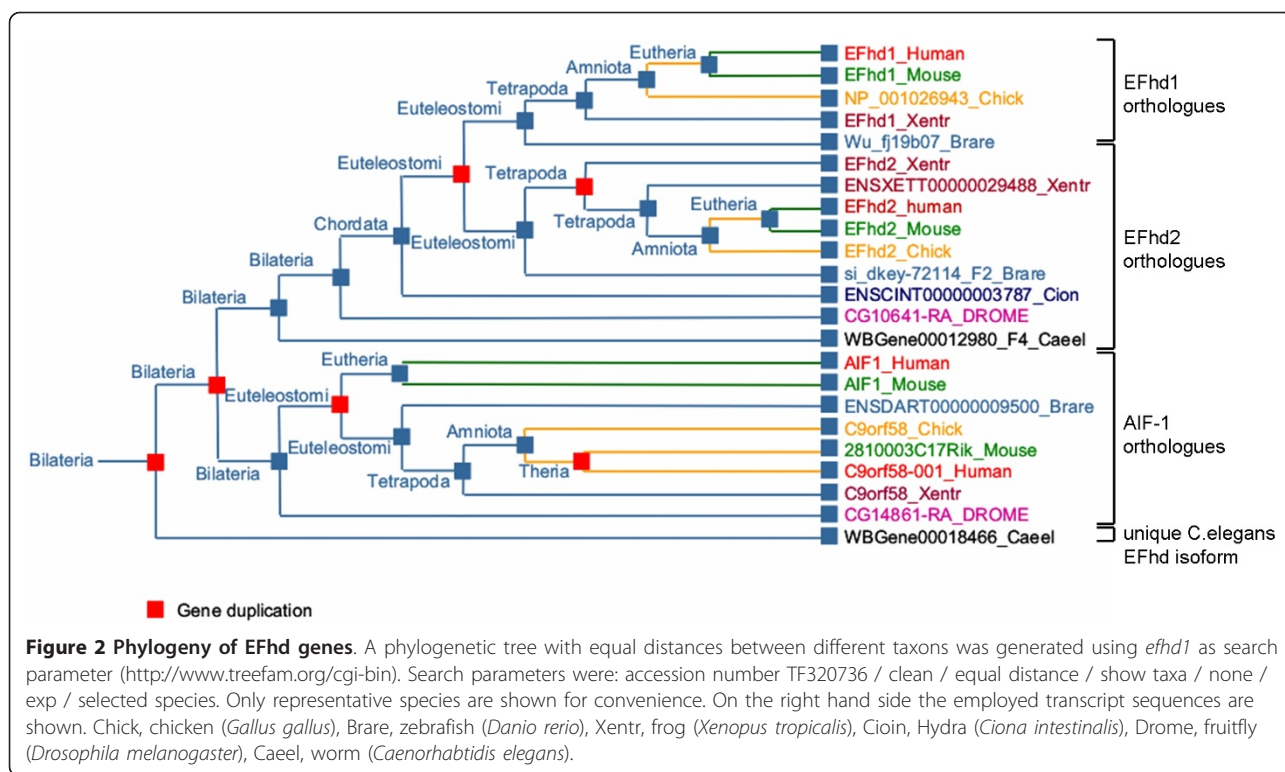 Eutheria
EFhd1_Human
Amniota
EFhd1_Mouse
EFhd1
orthologues
Tetrapoda
NP_001026943_Chick
Euteleostomi
EFhd1_Xentr
Wu_fj19b07_Brare
Euteleostomi
Tetrapoda
EFhd2_Xentr
ENSXETT00000029488_Xentr
Eutheria
EFhd2_human
Tetrapoda
EFhd2_Mouse
EFhd2
orthologues
Chordata
Euteleostomi
Amniota
EFhd2_Chick
Bilateria
si_dkey-72114_F2_Brare
ENSCINT00000003787_Cion
Bilateria
CG10641-RA_DROME
WBGene00012980_F4_Caeel
Eutheria
AIF1_Human
Bilateria
AIF1_Mouse
Euteleostomi
ENSDART00000009500_Brare
AIF-1
orthologues
Amniota
C9orf58_Chick
Euteleostomi
2810003C17Rik_Mouse
Bilateria
Bilateria
Theria
C9orf58-001_Human
Tetrapoda
C9orf58_Xentr
CG14861-RA_DROME
WBGene00018466_Caeel
unique C.elegans
EFhd isoform
Gene duplication
Figure 2 Phylogeny of EFhd genes. A phylogenetic tree with equal distances between different taxons was generated using efhd1 as search
parameter (http://www.treefam.org/cgi-bin). Search parameters were: accession number TF320736 / clean / equal distance / show taxa / none /
exp / selected species. Only representative species are shown for convenience. On the right hand side the employed transcript sequences are
shown. Chick, chicken (Gallus gallus), Brare, zebrafish (Danio rerio), Xentr, frog (Xenopus tropicalis), Cioin, Hydra (Ciona intestinalis), Drome, fruitfly
(Drosophila melanogaster), Caeel, worm (Caenorhabtidis elegans).